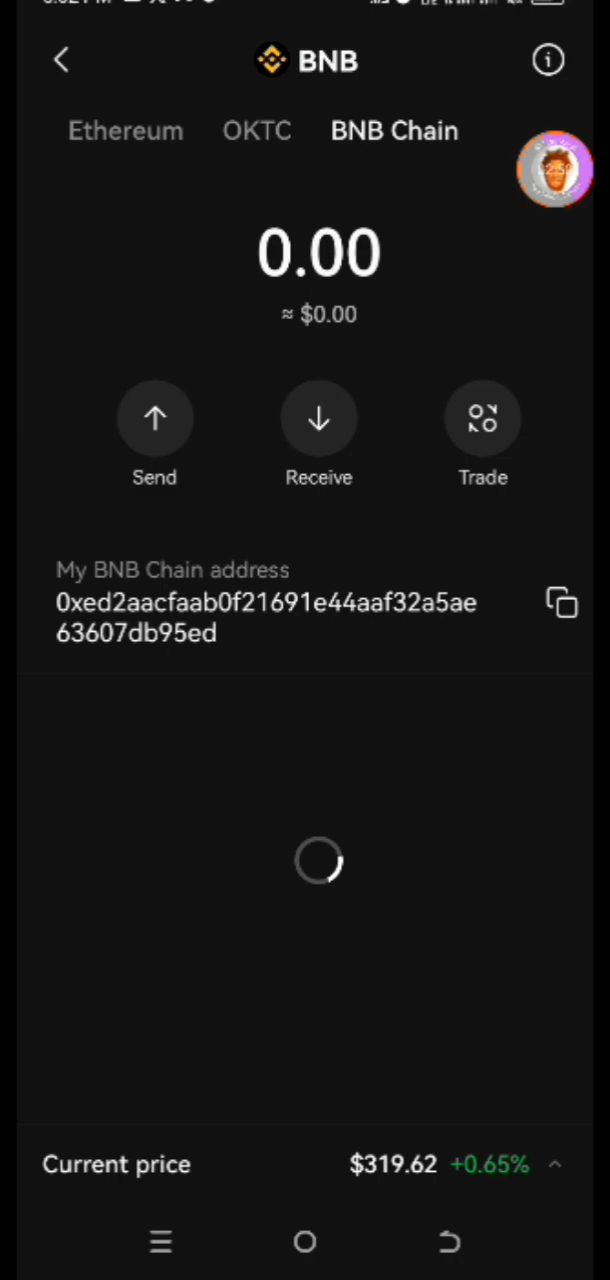 BNB
Ethereum OKTC BNB Chain
0.00
≈ $0.00
Send Receive Trade
My BNB Chain address
0xed2aacfaab0f21691e44aaf32a5ae
63607db95ed
Current price $319.62 +0.65%